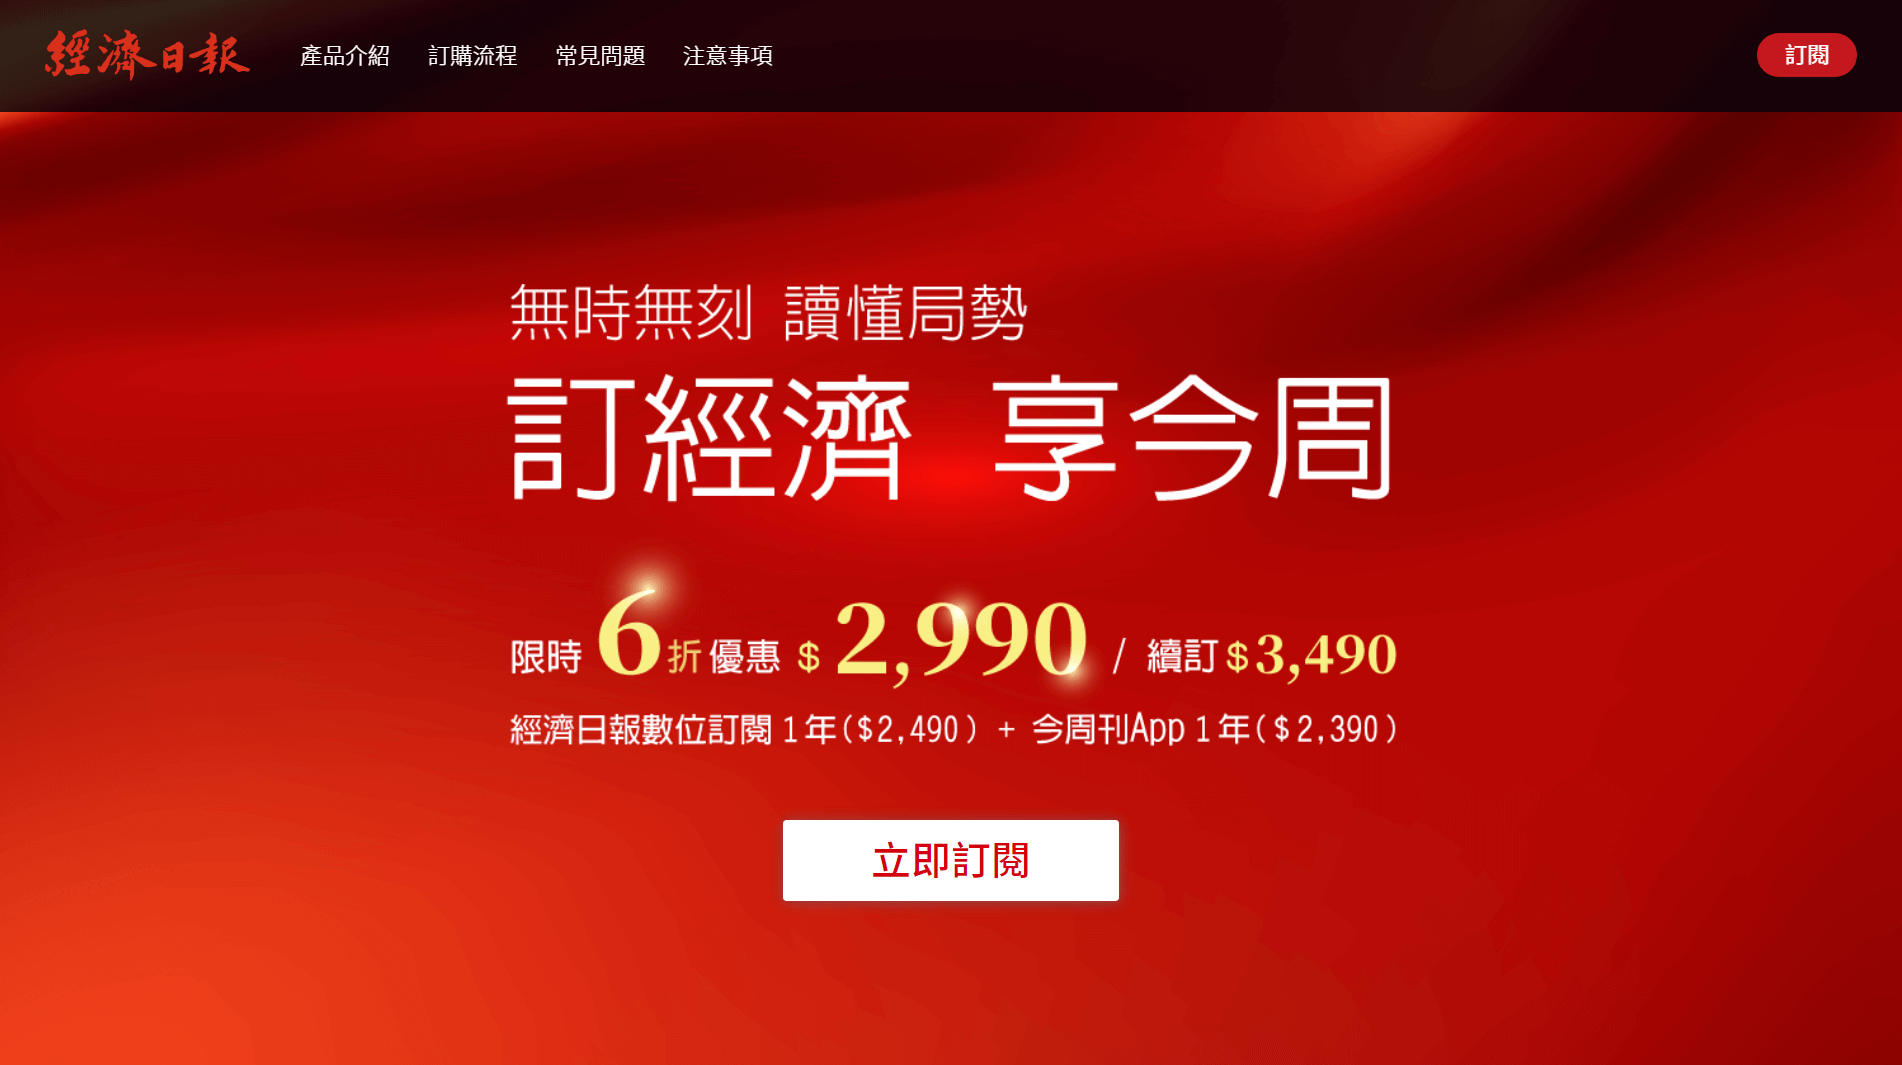 經濟日報 產品介紹 訂購流程 常見問題 注意事項 訂閱
無時無刻 讀懂局勢
訂經濟 享今周
限時6折優惠 $2,990 / 續訂$3,490
經濟日報數位訂閱1年($2,490) + 今周刊App 1年($2,390)
立即訂閱